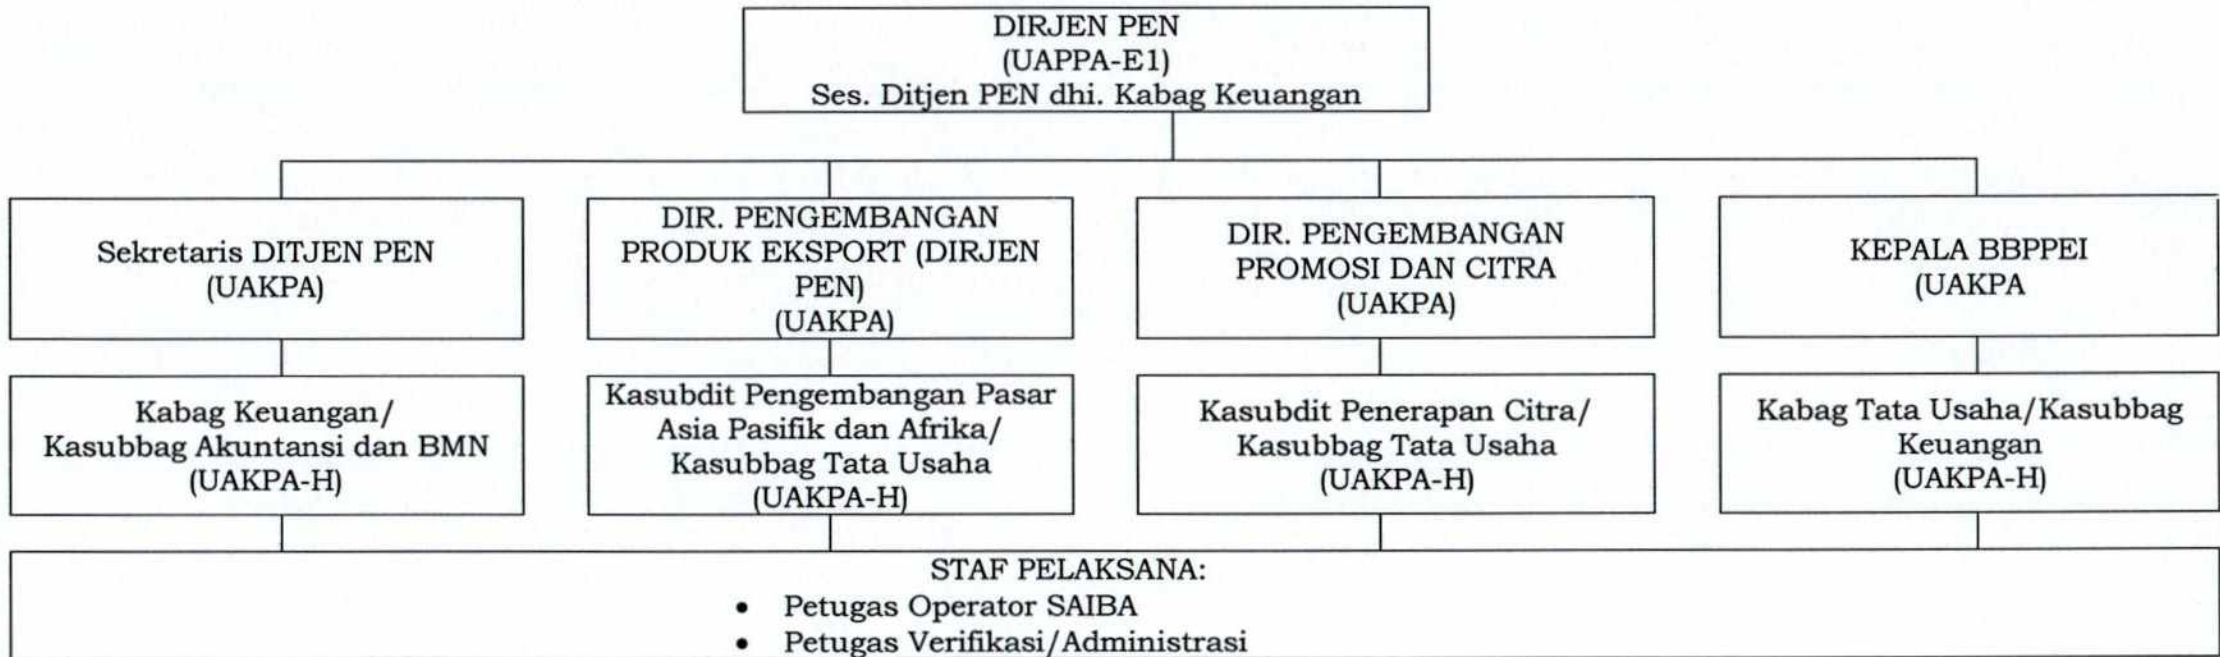 DIRJEN PEN
(UAPPA-E1)
Ses. Ditjen PEN dhi. Kabag Keuangan
Sekretaris DITJEN PEN
(UAKPA)
DIR. PENGEMBANGAN
PRODUK EKSPORT (DIRJEN
PEN)
(UAKPA)
DIR. PENGEMBANGAN
PROMOSI DAN CITRA
(UAKPA)
KEPALA BBPPEI
(UAKPA
Kabag Keuangan/
Kasubbag Akuntansi dan BMN
(UAKPA-H)
Kasubdit Pengembangan Pasar
Asia Pasifik dan Afrika/
Kasubbag Tata Usaha
(UAKPA-H)
Kasubdit Penerapan Citra/
Kasubbag Tata Usaha
(UAKPA-H)
Kabag Tata Usaha/Kasubbag
Keuangan
(UAKPA-H)
STAF PELAKSANA:
• Petugas Operator SAIBA
• Petugas Verifikasi/Administrasi